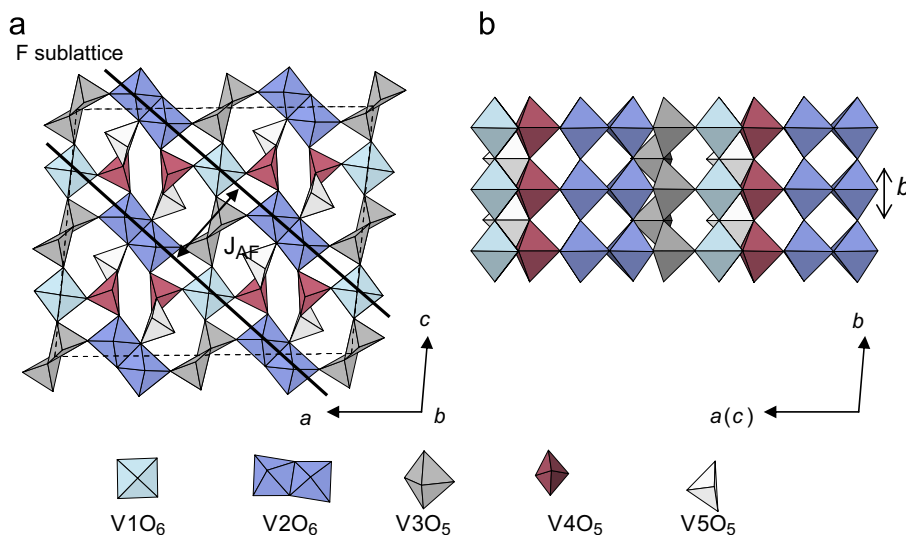 a
b
F sublattice
J_AF
b
c
a
b
b
a(c)
V1O₆
V2O₆
V3O₅
V4O₅
V5O₅